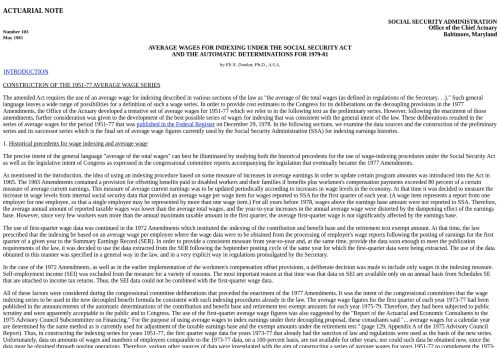 ACTUARIAL NOTE
SOCIAL SECURITY ADMINISTRATION
Number 103
Office of the Chief Actuary
May 1981
Baltimore, Maryland
AVERAGE WAGES FOR INDEXING UNDER THE SOCIAL SECURITY ACT
AND THE AUTOMATIC DETERMINATIONS FOR 1979-81
by Eli N. Donkar, Ph.D., A.S.A.
INTRODUCTION
CONSTRUCTION OF THE 1951-77 AVERAGE WAGE SERIES
The amended Act requires the use of an average wage for indexing described in various sections of the law as "the average of the total wages (as defined in regulations of the Secretary. . .)." Such general
language leaves a wide range of possibilities for a definition of such a wage series. In order to provide cost estimates to the Congress for its deliberations on the decoupling provisions in the 1977
Amendments, the Office of the Actuary developed a tentative set of average wages for 1951-77 which we refer to in the following text as the preliminary series. However, following the enactment of those
amendments, further consideration was given to the development of the best possible series of wages for indexing that was consistent with the general intent of the law. These deliberations resulted in the
series of average wages for the period 1951-77 that was published in the Federal Register on December 29, 1978. In the following sections, we examine the data sources and the construction of the preliminary
series and its successor series which is the final set of average wage figures currently used by the Social Security Administration (SSA) for indexing earnings histories.
1. Historical precedents for wage indexing and average wage
The precise intent of the general language "average of the total wages" can best be illuminated by studying both the historical precedents for the use of wage-indexing procedures under the Social Security Act
as well as the legislative intent of Congress as expressed in the congressional committee reports accompanying the legislation that eventually became the 1977 Amendments.
As mentioned in the introduction, the idea of using an indexing procedure based on some measure of increases in average earnings in order to update certain program amounts was introduced into the Act in
1965. The 1965 Amendments contained a provision for offsetting benefits paid to disabled workers and their families if benefits plus worker's compensation payments exceeded 80 percent of a certain
measure of average current earnings. This measure of average current earnings was to be updated periodically according to increases in wage levels in the economy. At that time it was decided to measure the
increase in wage levels from internal social security data that provided an average wage per wage item for wages reported to SSA for the first quarter of each year. (A wage item represents a report from one
employer for one employee, so that a single employee may be represented by more than one wage item.) For all years before 1978, wages above the earnings base amount were not reported to SSA. Therefore,
the average annual amount of reported taxable wages was lower than the average total wages, and the year-to-year increases in the annual average wage were distorted by the dampening effect of the earnings
base. However, since very few workers earn more than the annual maximum taxable amount in the first quarter, the average first-quarter wage is not significantly affected by the earnings base.
The use of first-quarter wage data was continued in the 1972 Amendments which instituted the indexing of the contribution and benefit base and the retirement test exempt amount. At that time, the law
prescribed that the indexing be based on an average wage per employee where the wage data were to be obtained from the processing of employer's wage reports following the posting of earnings for the first
quarter of a given year to the Summary Earnings Record (SER). In order to provide a consistent measure from year-to-year and, at the same time, provide the data soon enough to meet the publication
requirements of the law, it was decided to use the data extracted from the SER following the September posting cycle of the same year for which the first-quarter data were being extracted. The use of the data
obtained in this manner was specified in a general way in the law, and in a very explicit way in regulations promulgated by the Secretary.
In the case of the 1972 Amendments, as well as in the earlier implementation of the workmen's compensation offset provisions, a deliberate decision was made to include only wages in the indexing measure.
Self-employment income (SEI) was excluded from the measure for a variety of reasons. The most important reason at that time was that data on SEI are available only on an annual basis from Schedules SE
that are attached to income tax returns. Thus, the SEI data could not be combined with the first-quarter wage data.
All of these factors were considered during the congressional committee deliberations that preceded the enactment of the 1977 Amendments. It was the intent of the congressional committees that the wage
indexing series to be used in the new decoupled benefit formula be consistent with such indexing procedures already in the law. The average wage figures for the first quarter of each year 1973-77 had been
published in the announcements of the automatic determinations of the contribution and benefit base and retirement test exempt amounts for each year 1975-79. Therefore, they had been subjected to public
scrutiny and were apparently acceptable to the public and to Congress. The use of the first-quarter average wage figures was also suggested by the "Report of the Actuarial and Economic Consultants to the
1975 Advisory Council Subcommittee on Financing," For the purpose of using average wages to index earnings under their decoupling proposal, these consultants said ". . . average wages for a calendar year
are determined by the same method as is currently used for adjustment of the taxable earnings base and the exempt amounts under the retirement test." (page 129, Appendix A of the 1975 Advisory Council
Report). Thus, in constructing the indexing series for years 1951-77, the first quarter wage data for years 1973-77 that already had the sanction of law and regulations were used as the basis of the new series.
Unfortunately, data on amounts of wages and numbers of employees comparable to the 1973-77 data, on a 100-percent basis, are not available for other years; nor could such data be obtained now, since the